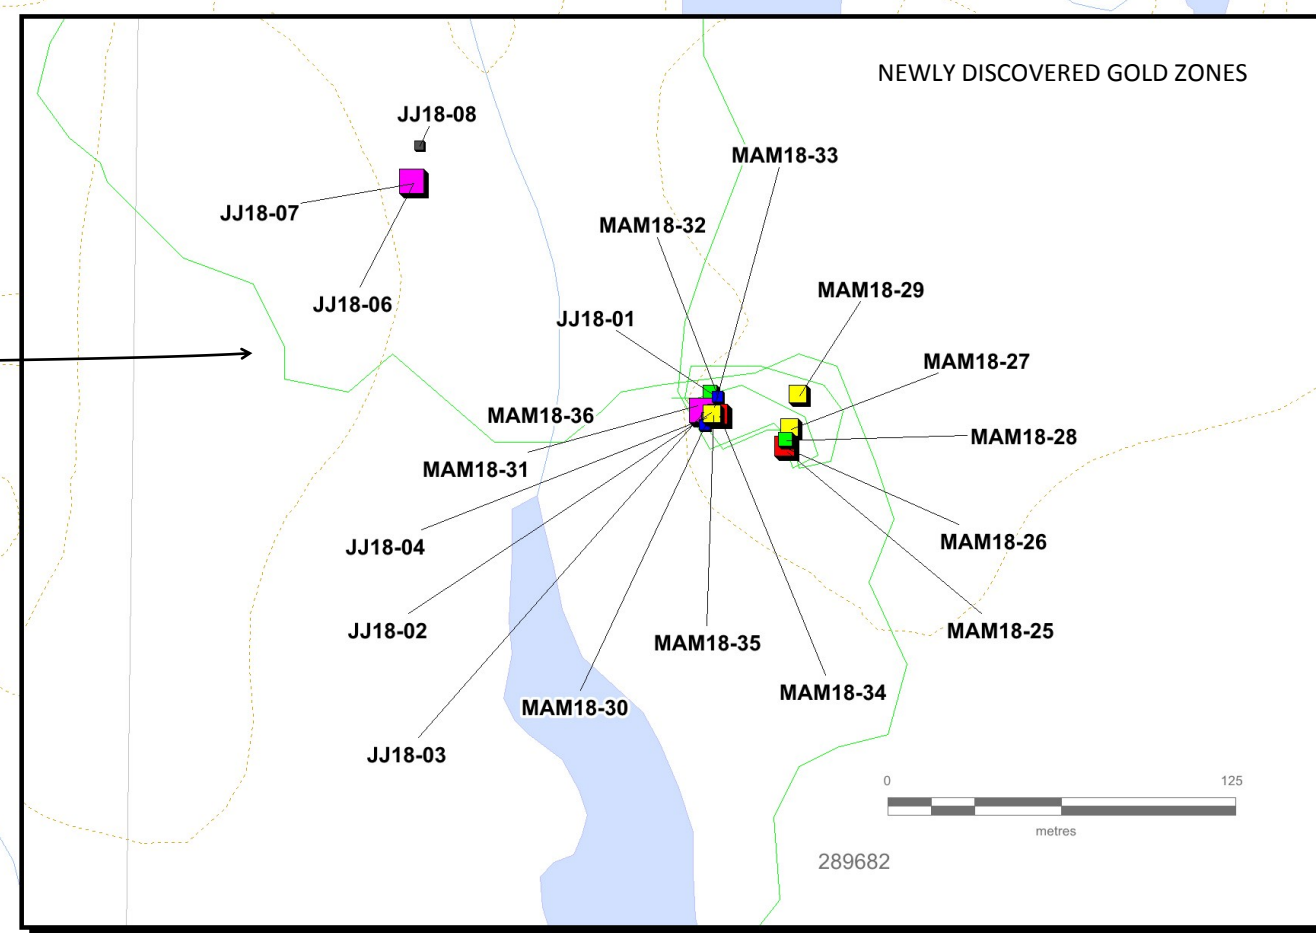 NEWLY DISCOVERED GOLD ZONES
JJ18-08
MAM18-33
JJ18-07
MAM18-32
JJ18-06
MAM18-29
JJ18-01
MAM18-27
MAM18-36
MAM18-28
MAM18-31
JJ18-04
MAM18-26
JJ18-02
MAM18-35
MAM18-25
MAM18-30
MAM18-34
JJ18-03
0 125
metres
289682